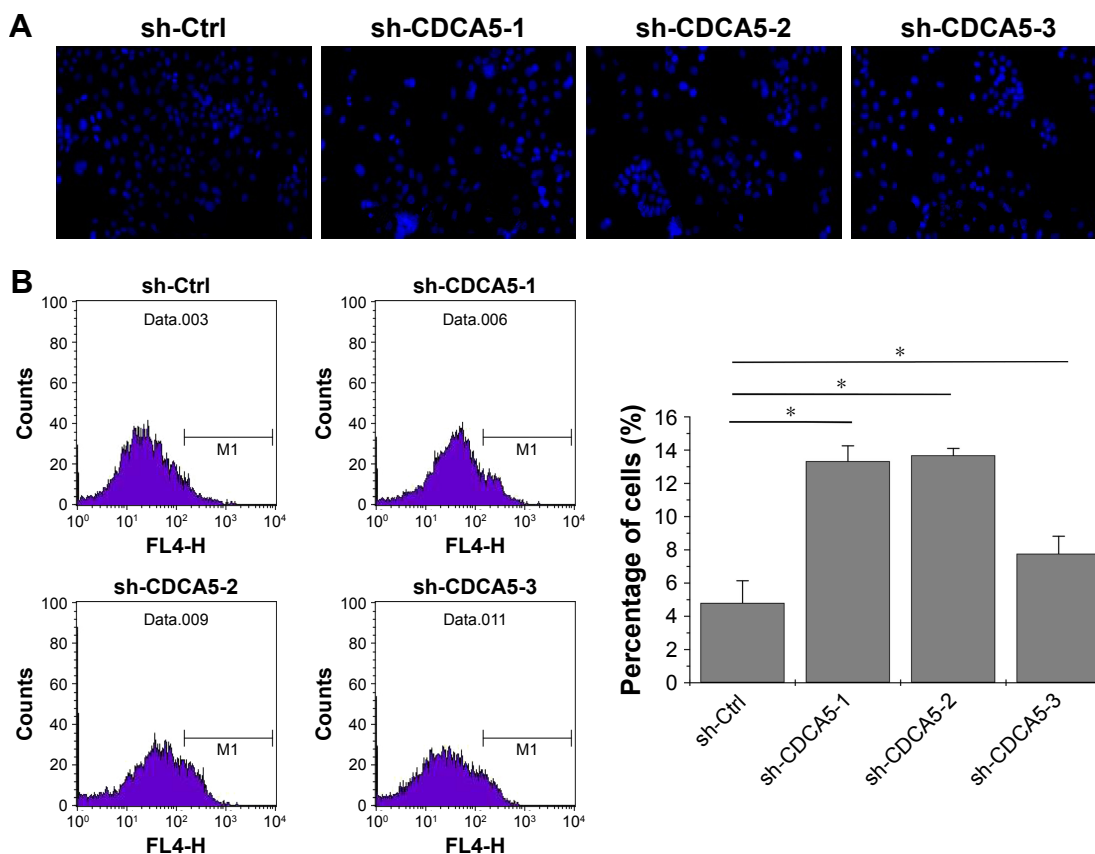 A
sh-Ctrl
sh-CDCA5-1
sh-CDCA5-2
sh-CDCA5-3
B
sh-Ctrl
100
80
60
40
20
0
Counts
Data.003
M1
10⁰ 10¹ 10² 10³ 10⁴
FL4-H
sh-CDCA5-1
100
80
60
40
20
0
Counts
Data.006
M1
10⁰ 10¹ 10² 10³ 10⁴
FL4-H
sh-CDCA5-2
100
80
60
40
20
0
Counts
Data.009
M1
10⁰ 10¹ 10² 10³ 10⁴
FL4-H
sh-CDCA5-3
100
80
60
40
20
0
Counts
Data.011
M1
10⁰ 10¹ 10² 10³ 10⁴
FL4-H
*
*
*
Percentage of cells (%)
16
14
12
10
8
6
4
2
0
sh-Ctrl
sh-CDCA5-1
sh-CDCA5-2
sh-CDCA5-3